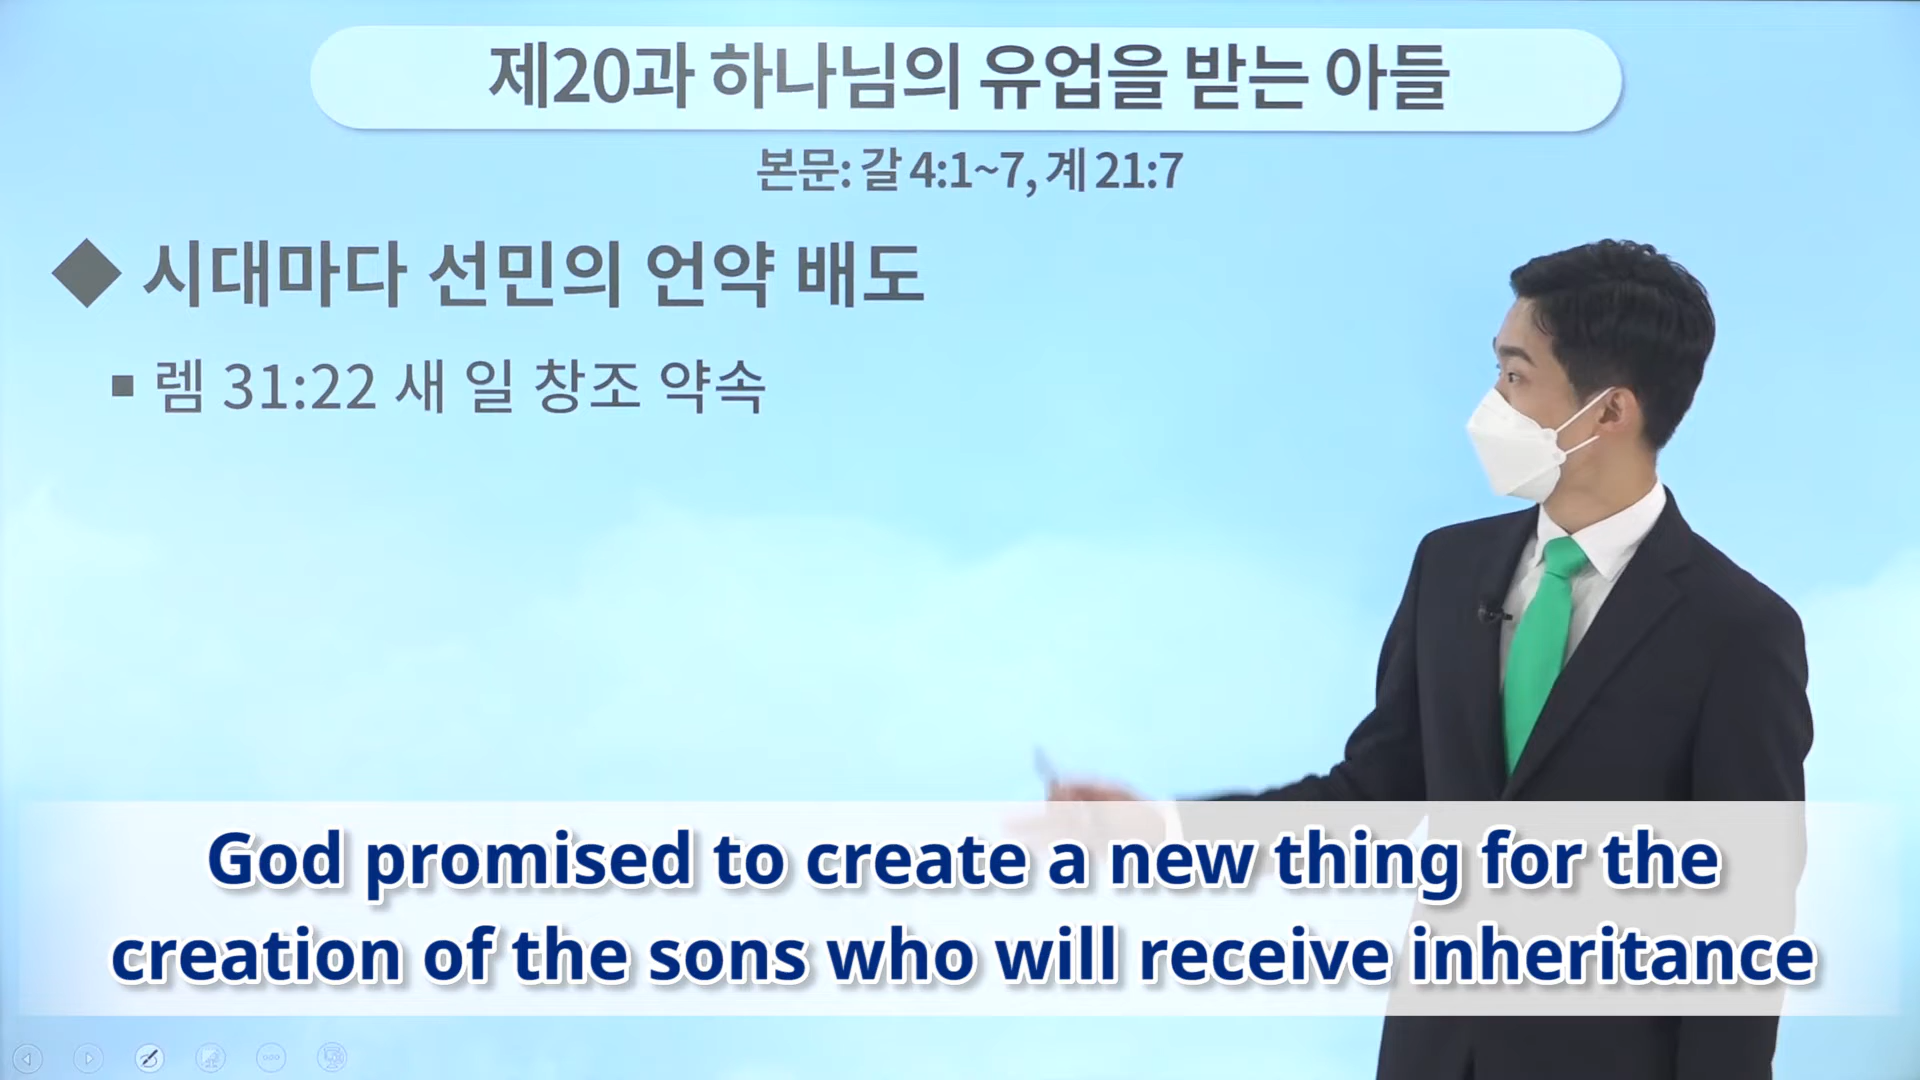 제20과 하나님의 유업을 받는 아들
본문: 갈 4:1~7, 계 21:7
◆ 시대마다 선민의 언약 배도
▪ 렘 31:22 새 일 창조 약속
God promised to create a new thing for the
creation of the sons who will receive inheritance